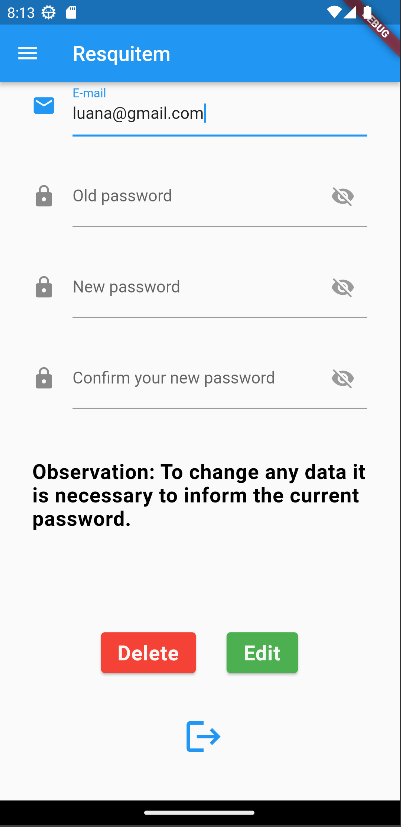 8:13
DEBUG
Resquitem
E-mail
luana@gmail.com
Old password
New password
Confirm your new password
Observation: To change any data it
is necessary to inform the current
password.
Delete
Edit